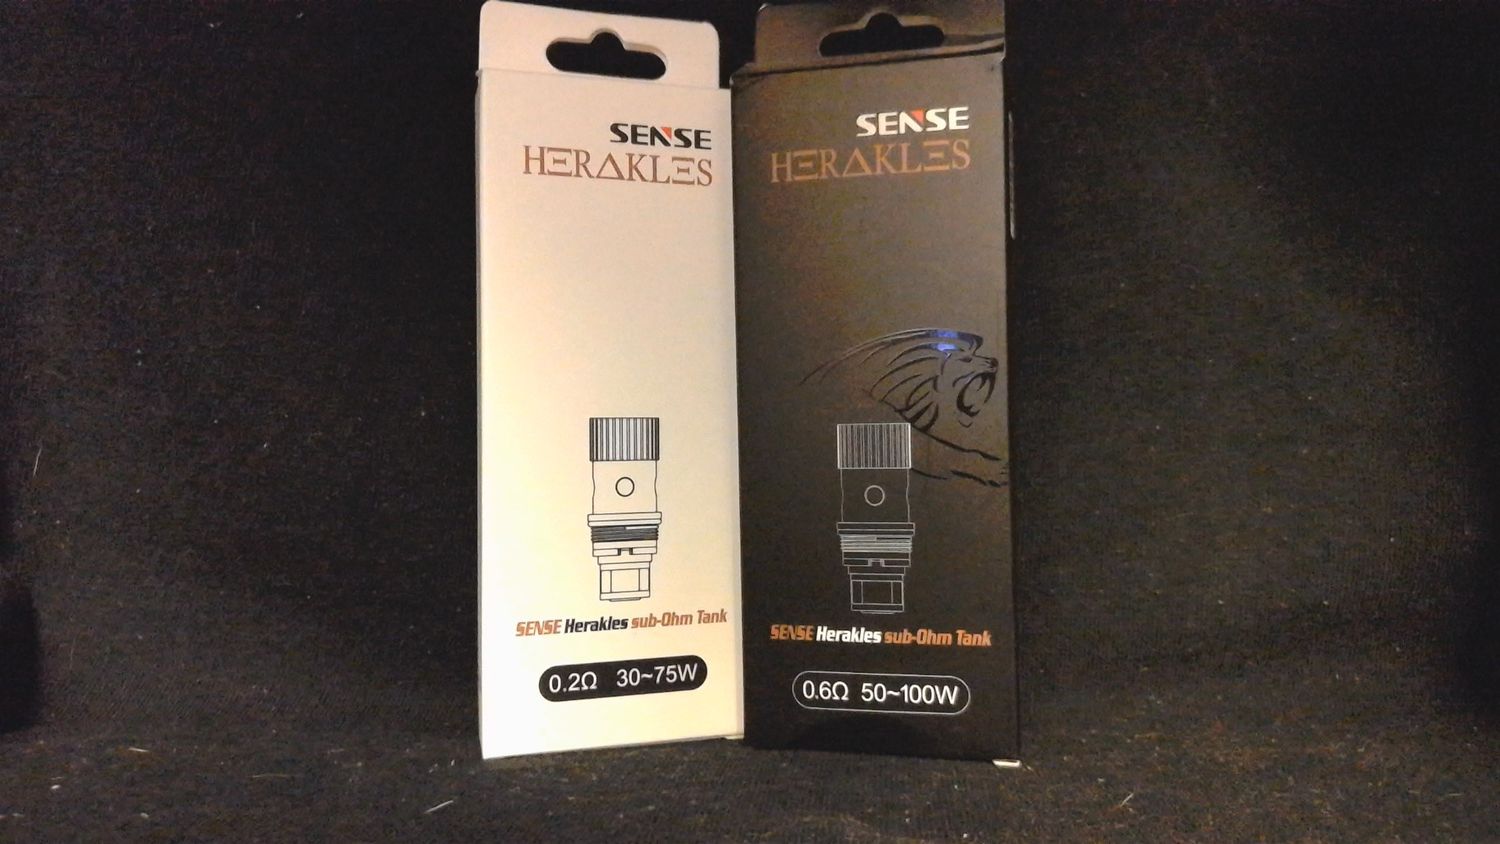 SENSE
HERAKLES
SENSE Herakles sub-Ohm Tank
0.2Ω 30~75W
SENSE
HERAKLES
SENSE Herakles sub-Ohm Tank
0.6Ω 50~100W